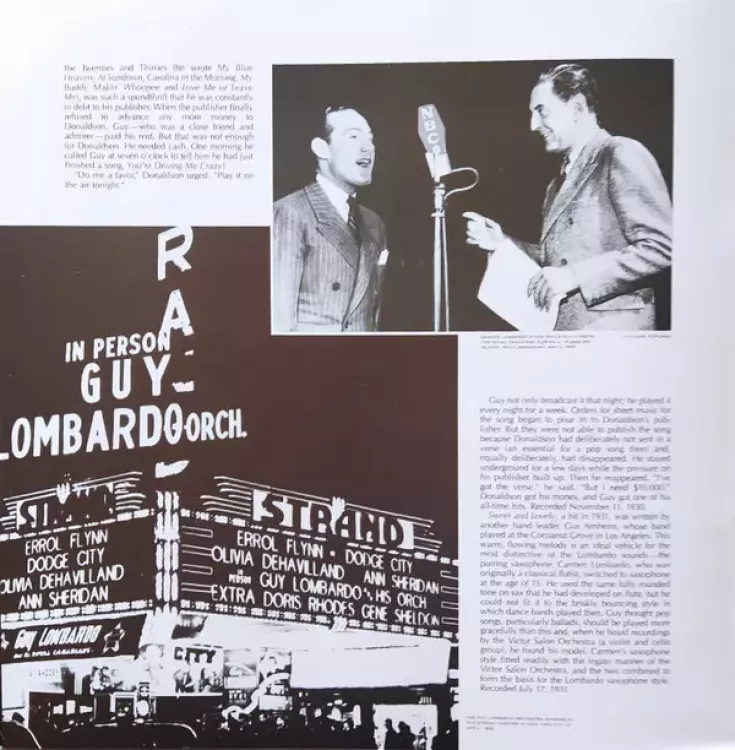 the Twenties and Thirties (he wrote My Blue
Heaven, At Sundown, Carolina in the Morning, My
Buddy, Makin' Whoopee and Love Me or Leave
Me), was such a spendthrift that he was constantly
in debt to his publisher. When the publisher finally
refused to advance any more money to
Donaldson, Guy—who was a close friend and
admirer—paid his rent. But that was not enough
for Donaldson. He needed cash. One morning he
called Guy at seven o'clock to tell him he had just
finished a song, You're Driving Me Crazy!
"Do me a favor," Donaldson urged. "Play it on
the air tonight."
NBC
RA
IN PERSON
GUY
LOMBARDO ORCH.
ST
ERROL FLYNN
DODGE CITY
OLIVIA DEHAVILLAND
ANN SHERIDAN
STRAND
ERROL FLYNN • DODGE CITY
OLIVIA DEHAVILLAND ANN SHERIDAN
IN PERSON GUY LOMBARDO & HIS ORCH
EXTRA DORIS RHODES GENE SHELDON
GUY LOMBARDO
ROYAL CANADIANS
CITY
Guy not only broadcast it that night; he played it
every night for a week. Orders for sheet music for
the song began to pour in to Donaldson's pub-
lisher. But they were not able to publish the song
because Donaldson had deliberately not sent in a
verse (an essential for a pop song then) and,
equally deliberately, had disappeared. He stayed
underground for a few days while the pressure on
his publisher built up. Then he reappeared. "I've
got the verse," he said. "But I need $10,000."
Donaldson got his money, and Guy got one of his
all-time hits. Recorded November 11, 1930.
Sweet and Lovely, a hit in 1931, was written by
another band leader, Gus Arnheim, whose band
played at the Cocoanut Grove in Los Angeles. This
warm, flowing melody is an ideal vehicle for the
most distinctive of the Lombardo sounds—the
purring saxophone. Carmen Lombardo, who was
originally a classical flutist, switched to saxophone
at the age of 15. He used the same fully rounded
tone on sax that he had developed on flute, but he
could not fit it to the briskly bouncing style in
which dance bands played then. Guy thought pop
songs, particularly ballads, should be played more
gracefully than this and, when he heard recordings
by the Victor Salon Orchestra (a violin and cello
group), he found his model. Carmen's saxophone
style fitted readily with the legato manner of the
Victor Salon Orchestra, and the two combined to
form the basis for the Lombardo saxophone style.
Recorded July 17, 1931.